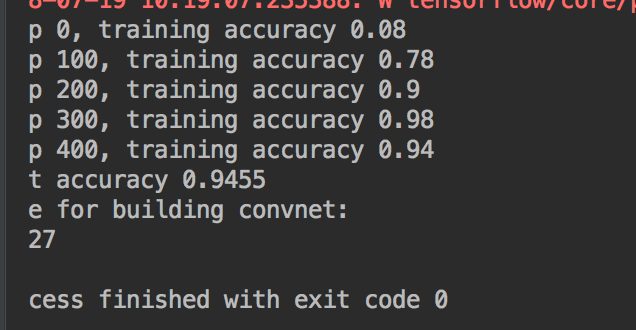 8-07-19 10:19:07.235388: W tensorflow/core/p
p 0, training accuracy 0.08
p 100, training accuracy 0.78
p 200, training accuracy 0.9
p 300, training accuracy 0.98
p 400, training accuracy 0.94
t accuracy 0.9455
e for building convnet:
27
cess finished with exit code 0